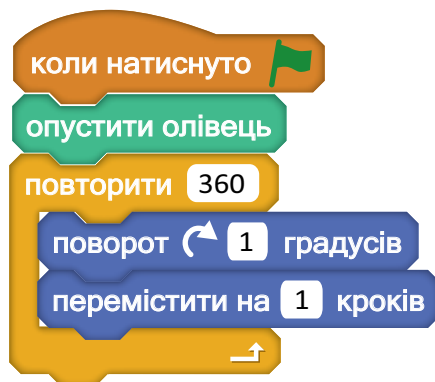 коли натиснуто
опустити олівець
повторити 360
поворот 1 градусів
перемістити на 1 кроків